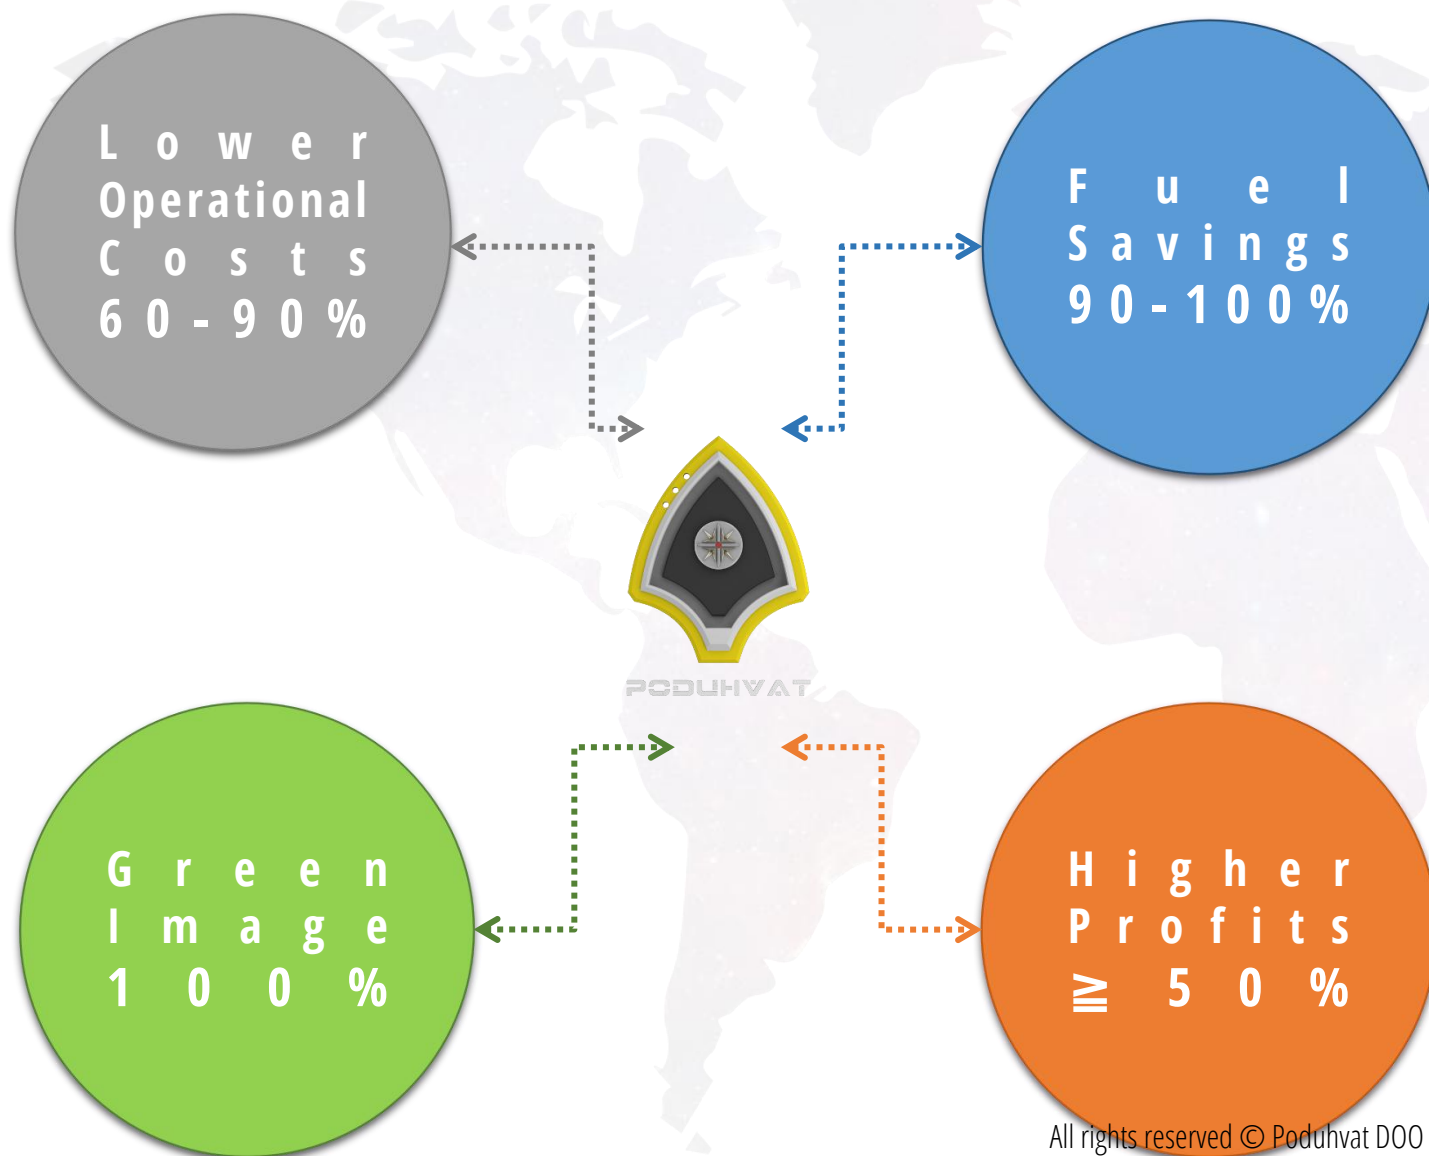 Lower
Operational
Costs
60-90%
Fuel
Savings
90-100%
PODUHVAT
Green
Image
100%
Higher
Profits
≧ 50%
All rights reserved © Poduhvat DOO